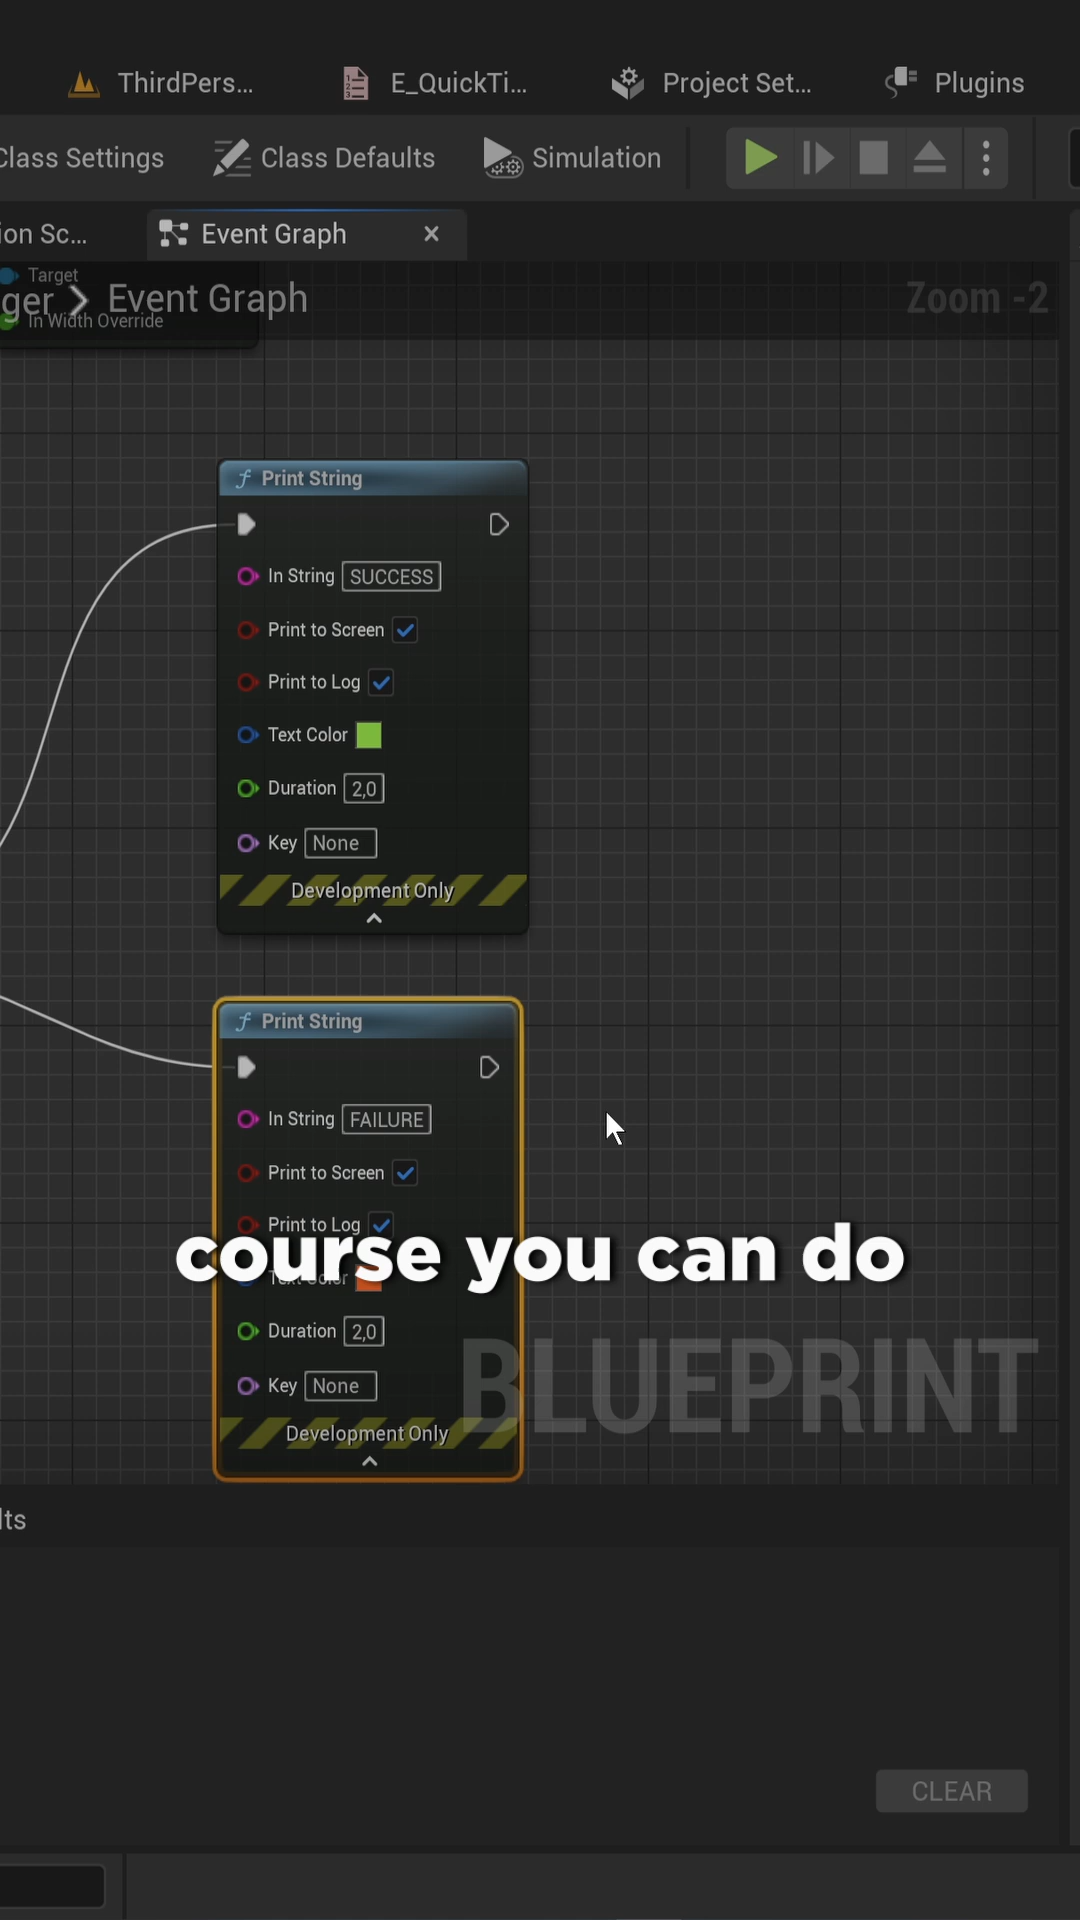 ThirdPers...
E_QuickTi...
Project Set...
Plugins
Class Settings
Class Defaults
Simulation
ion Sc...
Event Graph
Target
ger > Event Graph
Zoom -2
In Width Override
Print String
In String SUCCESS
Print to Screen
Print to Log
Text Color
Duration 2,0
Key None
Development Only
Print String
In String FAILURE
Print to Screen
Print to Log
course you can do
Text Color
Duration 2,0
BLUEPRINT
Key None
Development Only
lts
CLEAR